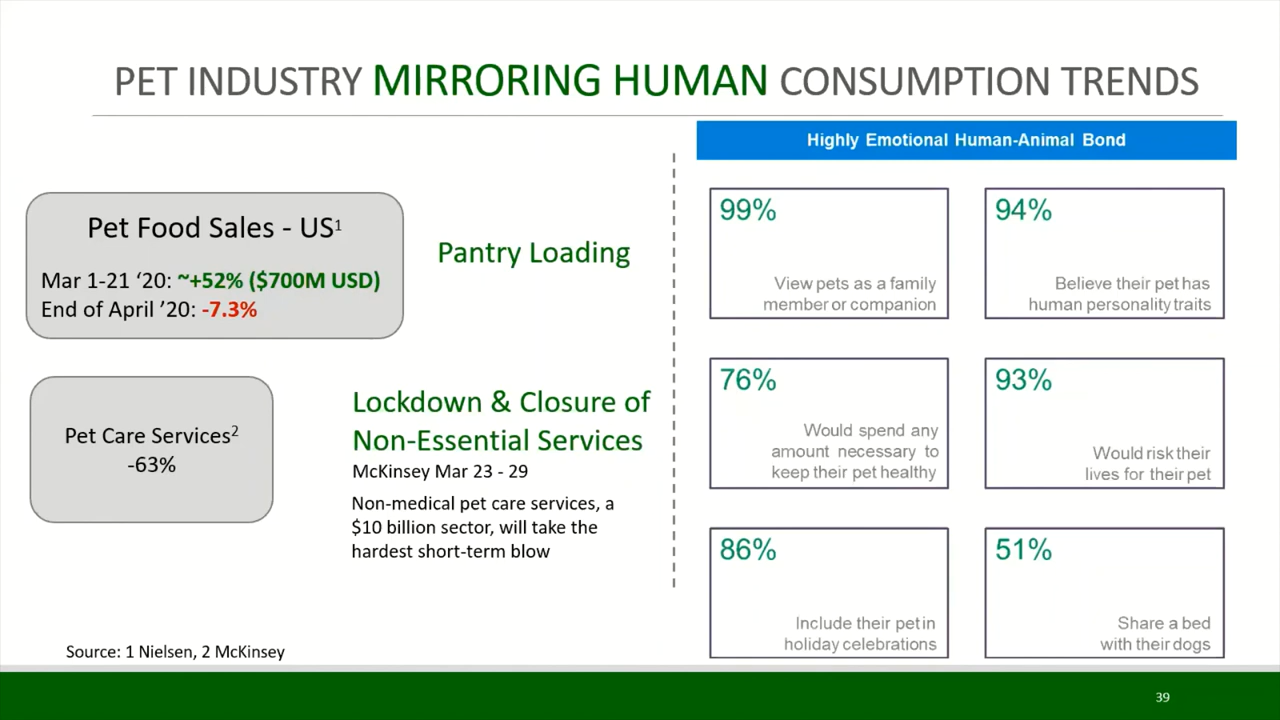 PET INDUSTRY MIRRORING HUMAN CONSUMPTION TRENDS
Pet Food Sales - US1
Mar 1-21 ‘20: ~+52% ($700M USD)
End of April ’20: -7.3%
Pantry Loading
Pet Care Services2
-63%
Lockdown & Closure of
Non-Essential Services
McKinsey Mar 23 - 29
Non-medical pet care services, a
$10 billion sector, will take the
hardest short-term blow
Highly Emotional Human-Animal Bond
99%
View pets as a family
member or companion
94%
Believe their pet has
human personality traits
76%
Would spend any
amount necessary to
keep their pet healthy
93%
Would risk their
lives for their pet
86%
Include their pet in
holiday celebrations
51%
Share a bed
with their dogs
Source: 1 Nielsen, 2 McKinsey
39